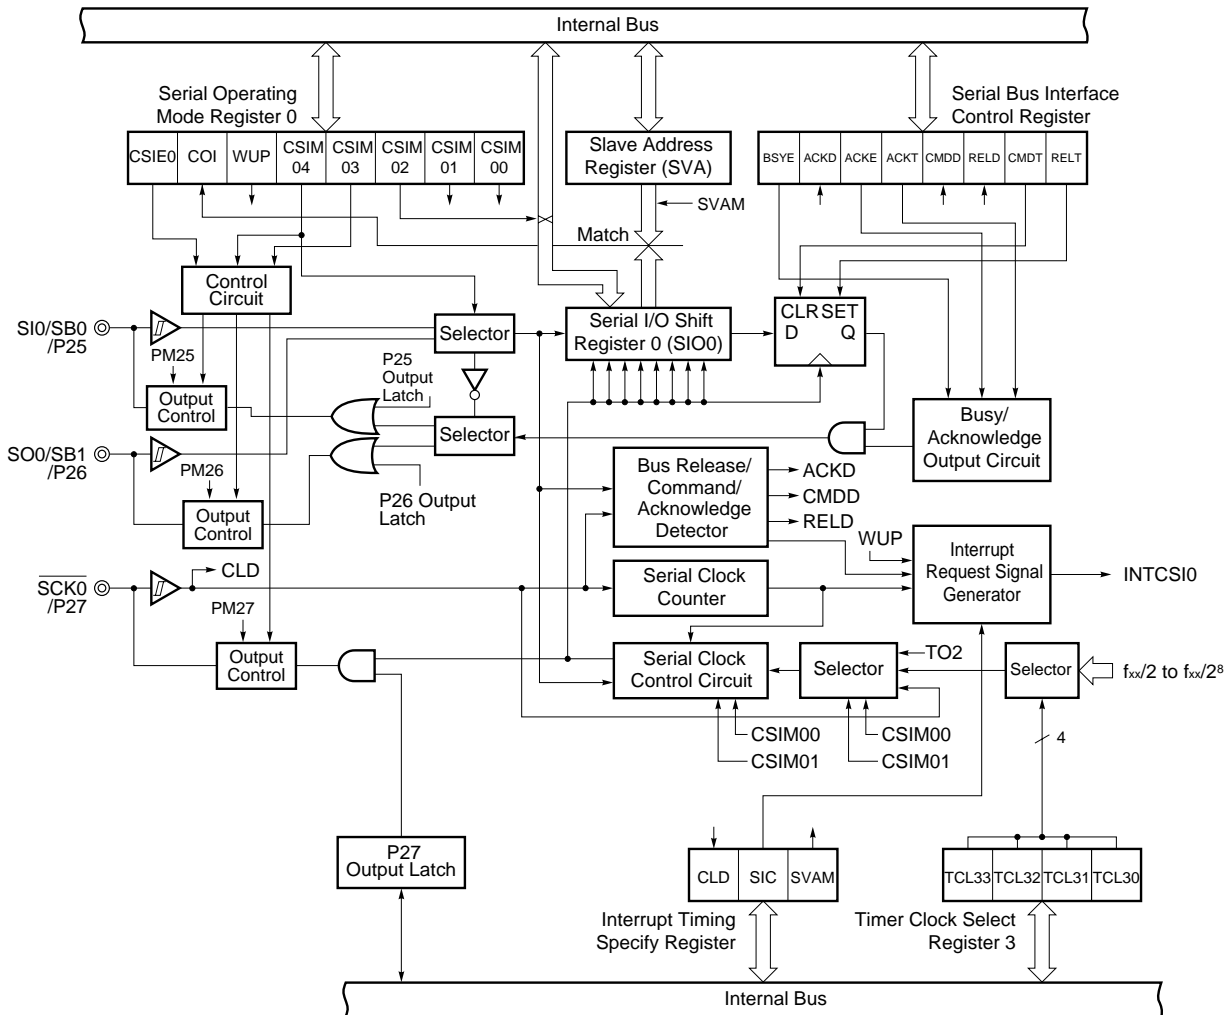 Internal Bus
Serial Operating
Mode Register 0
Serial Bus Interface
Control Register
CSIE0 COI WUP CSIM 04 CSIM 03 CSIM 02 CSIM 01 CSIM 00
Slave Address
Register (SVA)
BSYE ACKD ACKE ACKT CMDD RELD CMDT RELT
SVAM
Match
Control
Circuit
SI0/SB0
/P25
Selector
Serial I/O Shift
Register 0 (SIO0)
CLR SET
D Q
PM25
P25
Output
Latch
Output
Control
Selector
Busy/
Acknowledge
Output Circuit
SO0/SB1
/P26
PM26
P26 Output
Latch
Output
Control
Bus Release/
Command/
Acknowledge
Detector
ACKD
CMDD
RELD
WUP
Interrupt
Request Signal
Generator
INTCSI0
SCK0
/P27
CLD
Serial Clock
Counter
PM27
Output
Control
Serial Clock
Control Circuit
Selector
TO2
Selector
fxx/2 to fxx/2⁸
CSIM00
CSIM01
CSIM00
CSIM01
4
P27
Output Latch
CLD SIC SVAM
TCL33 TCL32 TCL31 TCL30
Interrupt Timing
Specify Register
Timer Clock Select
Register 3
Internal Bus